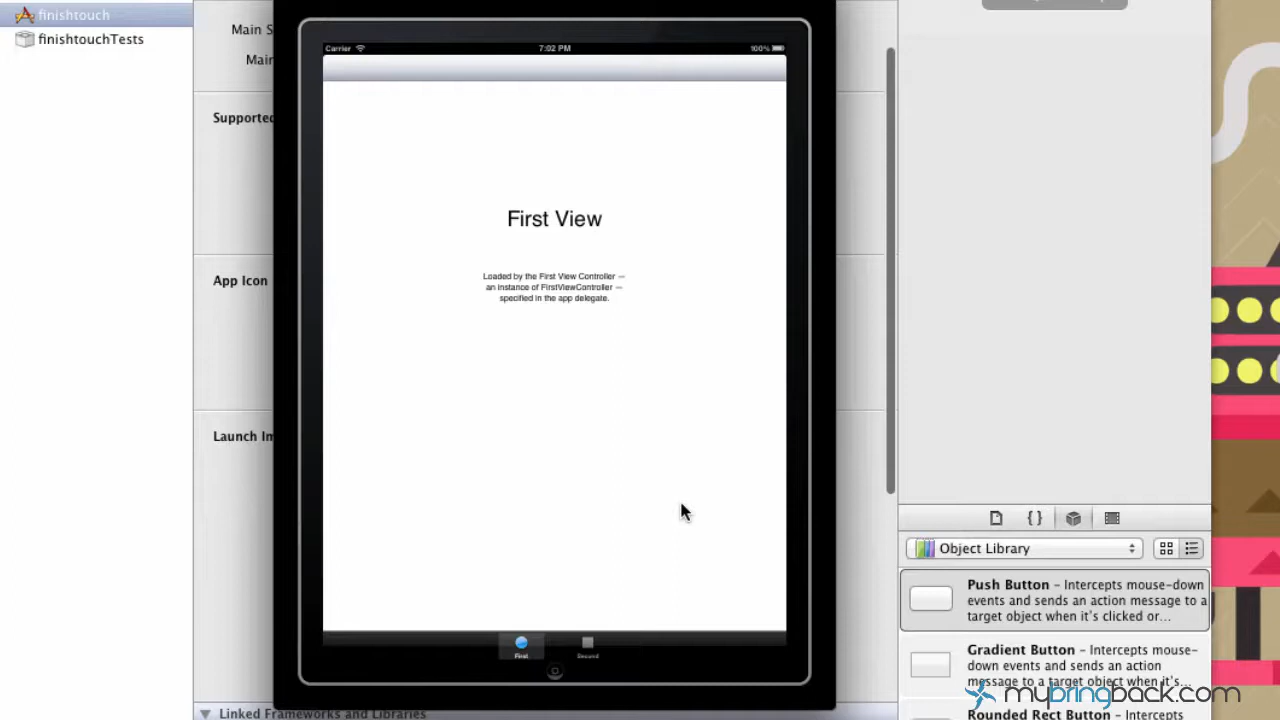 finishtouch
finishtouchTests
Main S
Main
Supported
App Icon
Launch Im
Carrier
7:02 PM
100%
First View
Loaded by the First View Controller —
an instance of FirstViewController —
specified in the app delegate.
First
Second
Object Library
Push Button – Intercepts mouse-down
events and sends an action message to a
target object when it's clicked or...
Gradient Button – Intercepts mouse-
down events and sends an action
message to a target object when it's...
Rounded Rect Button – Intercepts
Linked Frameworks and Libraries
mybringback.com